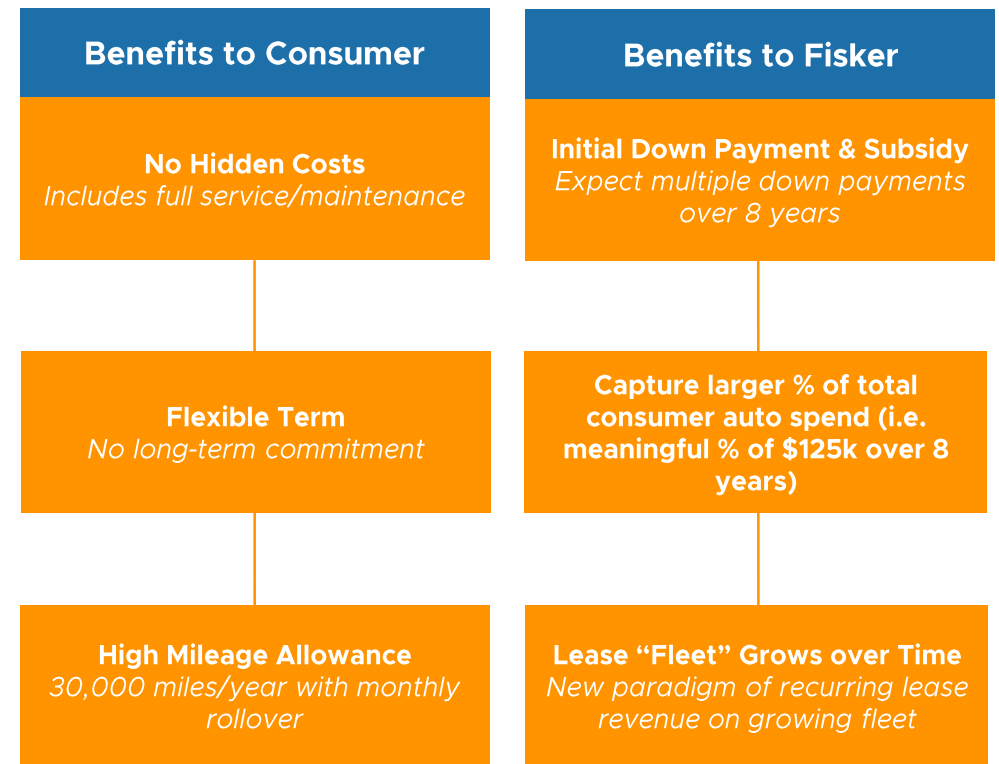 Benefits to Consumer
No Hidden Costs
Includes full service/maintenance
Flexible Term
No long-term commitment
High Mileage Allowance
30,000 miles/year with monthly
rollover
Benefits to Fisker
Initial Down Payment & Subsidy
Expect multiple down payments
over 8 years
Capture larger % of total
consumer auto spend (i.e.
meaningful % of $125k over 8
years)
Lease “Fleet” Grows over Time
New paradigm of recurring lease
revenue on growing fleet